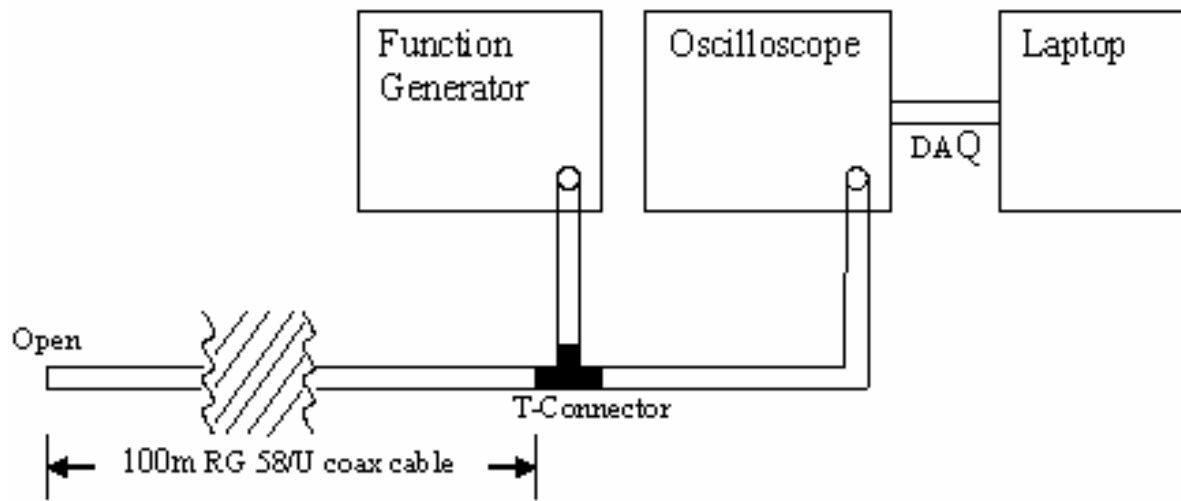 Function
Generator
Oscilloscope
Laptop
DAQ
Open
T-Connector
100m RG 58/U coax cable